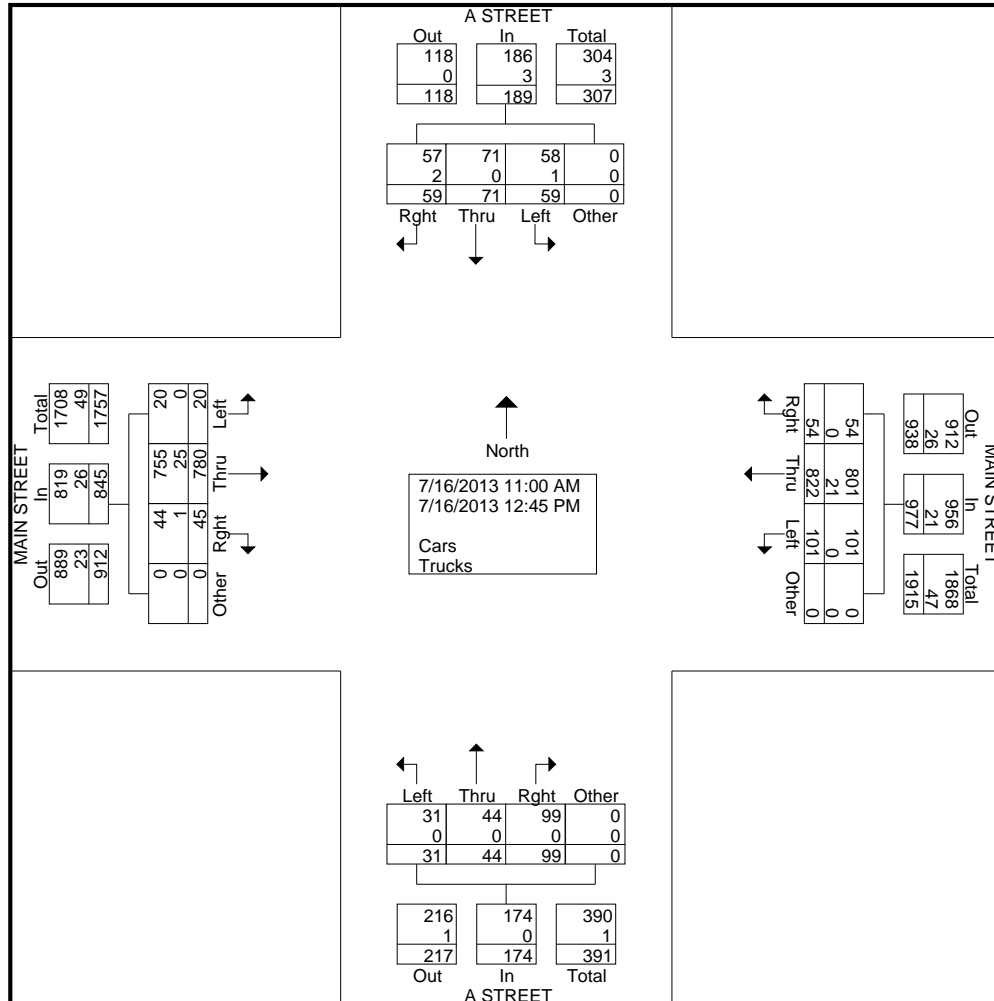 A STREET
Out In Total
118 186 304
0 3 3
118 189 307
57 71 58 0
2 0 1 0
59 71 59 0
Rght Thru Left Other
MAIN STREET
Total In Out
1708 819 889
49 26 23
1757 845 912
20 755 44 0
0 25 1 0
20 780 45 0
Left Thru Rght Other
North
7/16/2013 11:00 AM
7/16/2013 12:45 PM
Cars
Trucks
Rght Thru Left Other
54 822 101 0
0 21 0 0
54 801 101 0
938 977 1915
26 21 47
912 956 1868
Out In Total
MAIN STREET
Left Thru Rght Other
31 44 99 0
0 0 0 0
31 44 99 0
216 174 390
1 0 1
217 174 391
Out In Total
A STREET